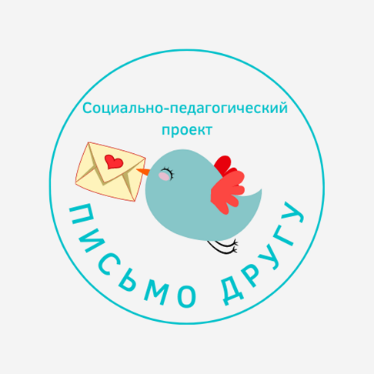 Социально-педагогический
проект
ПИСЬМО ДРУГУ